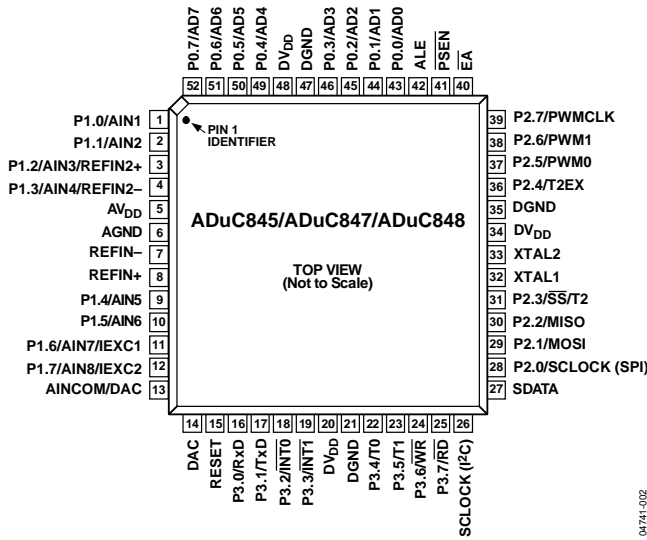 P0.7/AD7
P0.6/AD6
P0.5/AD5
P0.4/AD4
DVDD
DGND
P0.3/AD3
P0.2/AD2
P0.1/AD1
P0.0/AD0
ALE
P̅S̅E̅N̅
E̅A̅
52 51 50 49 48 47 46 45 44 43 42 41 40
P1.0/AIN1 1
P1.1/AIN2 2
P1.2/AIN3/REFIN2+ 3
P1.3/AIN4/REFIN2– 4
AVDD 5
AGND 6
REFIN– 7
REFIN+ 8
P1.4/AIN5 9
P1.5/AIN6 10
P1.6/AIN7/IEXC1 11
P1.7/AIN8/IEXC2 12
AINCOM/DAC 13
PIN 1
IDENTIFIER
ADuC845/ADuC847/ADuC848
TOP VIEW
(Not to Scale)
39 P2.7/PWMCLK
38 P2.6/PWM1
37 P2.5/PWM0
36 P2.4/T2EX
35 DGND
34 DVDD
33 XTAL2
32 XTAL1
31 P2.3/S̅S̅/T2
30 P2.2/MISO
29 P2.1/MOSI
28 P2.0/SCLOCK (SPI)
27 SDATA
14 15 16 17 18 19 20 21 22 23 24 25 26
DAC
RESET
P3.0/RxD
P3.1/TxD
P3.2/I̅N̅T̅0̅
P3.3/I̅N̅T̅1̅
DVDD
DGND
P3.4/T0
P3.5/T1
P3.6/W̅R̅
P3.7/R̅D̅
SCLOCK (I²C)
04741-002